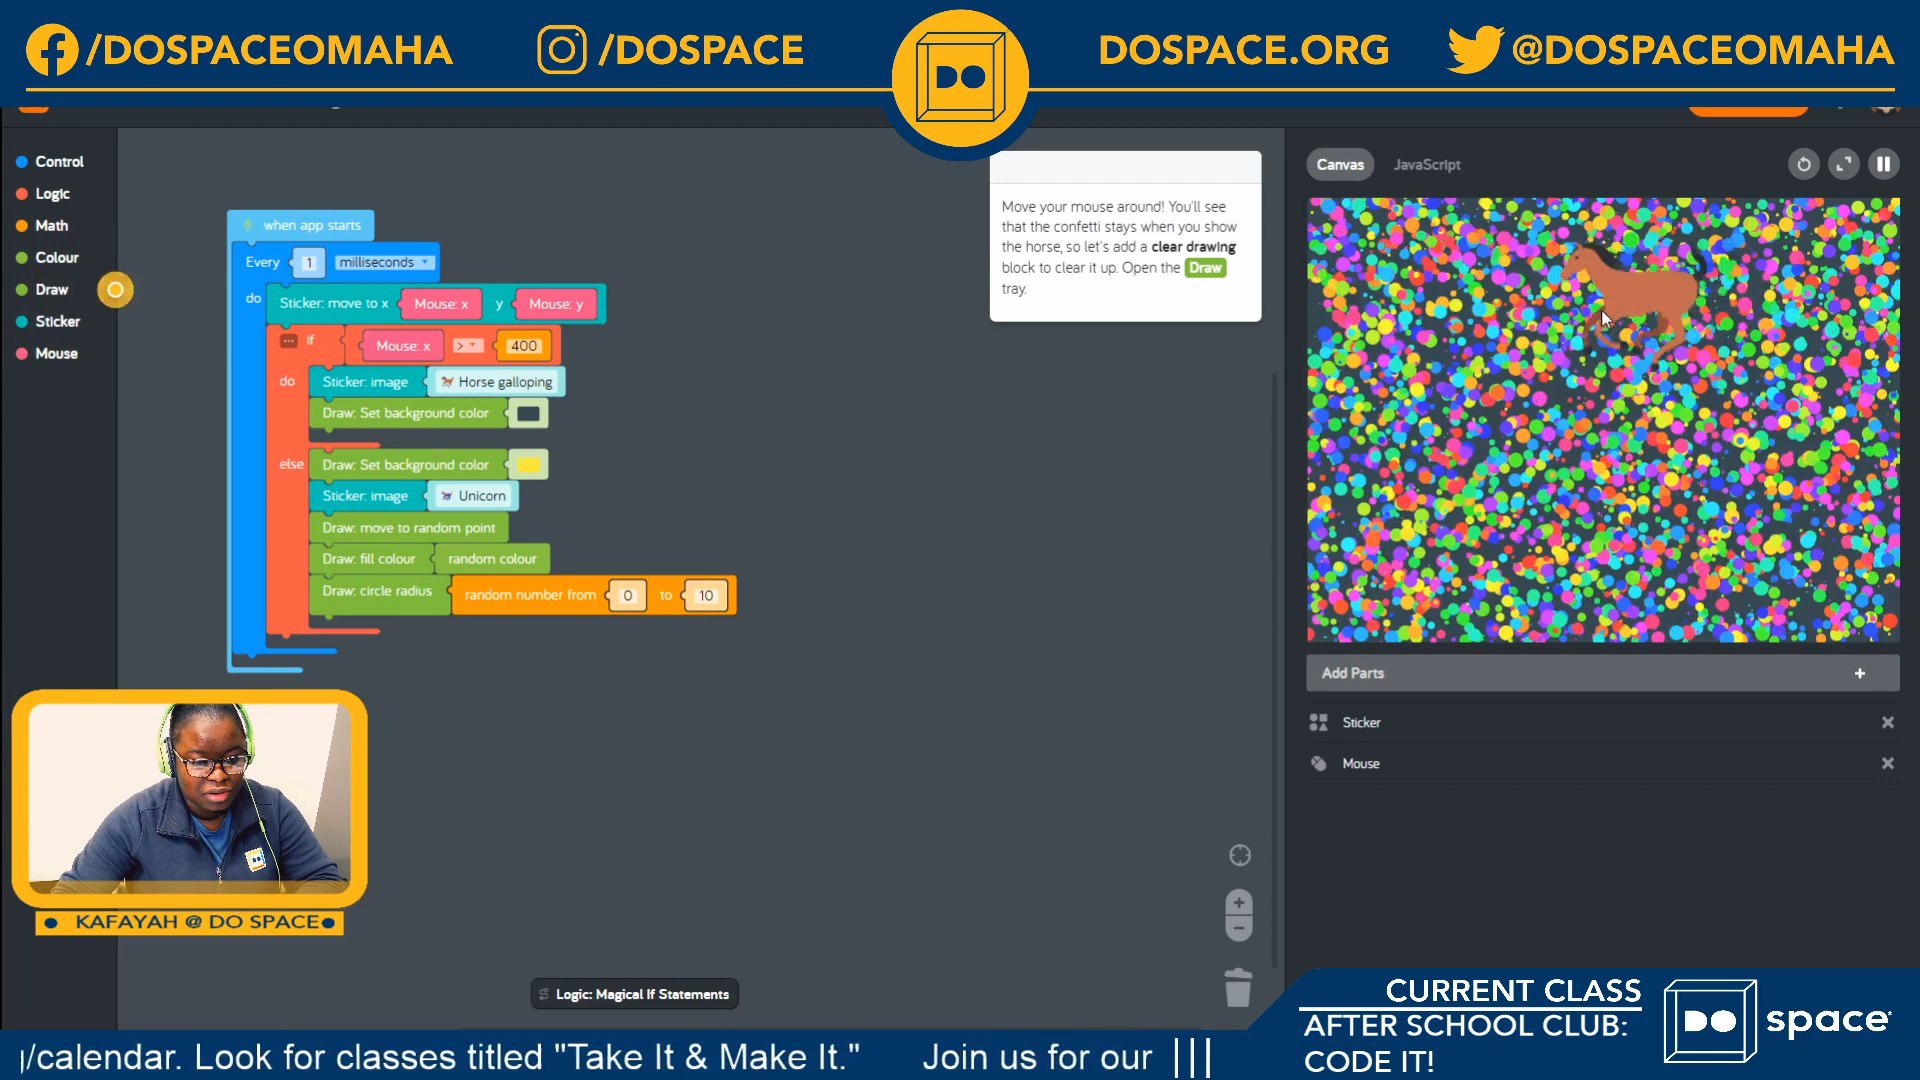 /DOSPACEOMAHA
/DOSPACE
DO
DOSPACE.ORG
@DOSPACEOMAHA
Control
Logic
Math
Colour
Draw
Sticker
Mouse
when app starts
Every 1 milliseconds
do Sticker: move to x Mouse: x y Mouse: y
if Mouse: x > 400
do Sticker: image Horse galloping
Draw: Set background color
else Draw: Set background color
Sticker: image Unicorn
Draw: move to random point
Draw: fill colour random colour
Draw: circle radius random number from 0 to 10
Move your mouse around! You'll see
that the confetti stays when you show
the horse, so let's add a clear drawing
block to clear it up. Open the Draw
tray.
Canvas JavaScript
Add Parts +
Sticker
Mouse
DO
KAFAYAH @ DO SPACE
Logic: Magical If Statements
CURRENT CLASS
AFTER SCHOOL CLUB:
CODE IT!
DO space
/calendar. Look for classes titled "Take It & Make It." Join us for our |||